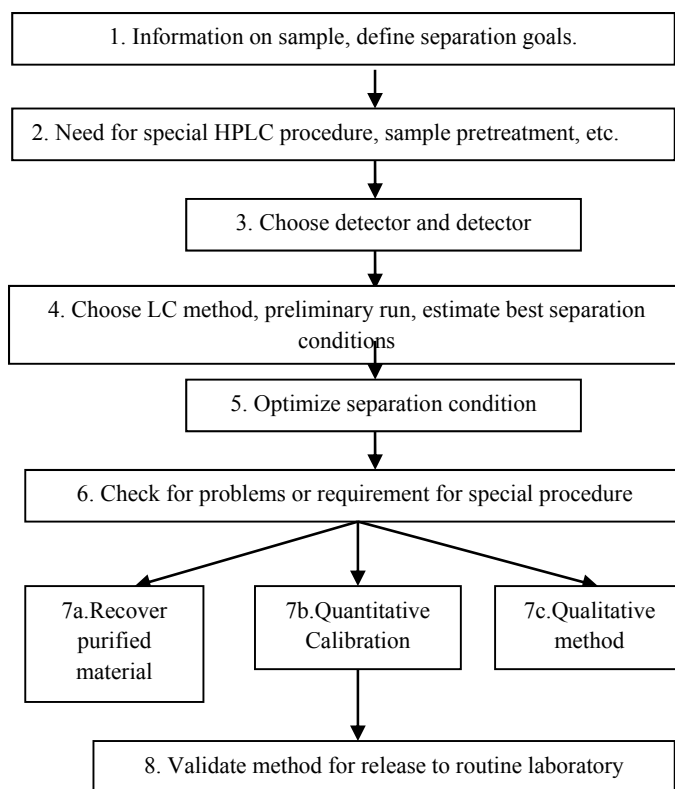 1. Information on sample, define separation goals.
2. Need for special HPLC procedure, sample pretreatment, etc.
3. Choose detector and detector
4. Choose LC method, preliminary run, estimate best separation
conditions
5. Optimize separation condition
6. Check for problems or requirement for special procedure
7a.Recover
purified
material
7b.Quantitative
Calibration
7c.Qualitative
method
8. Validate method for release to routine laboratory